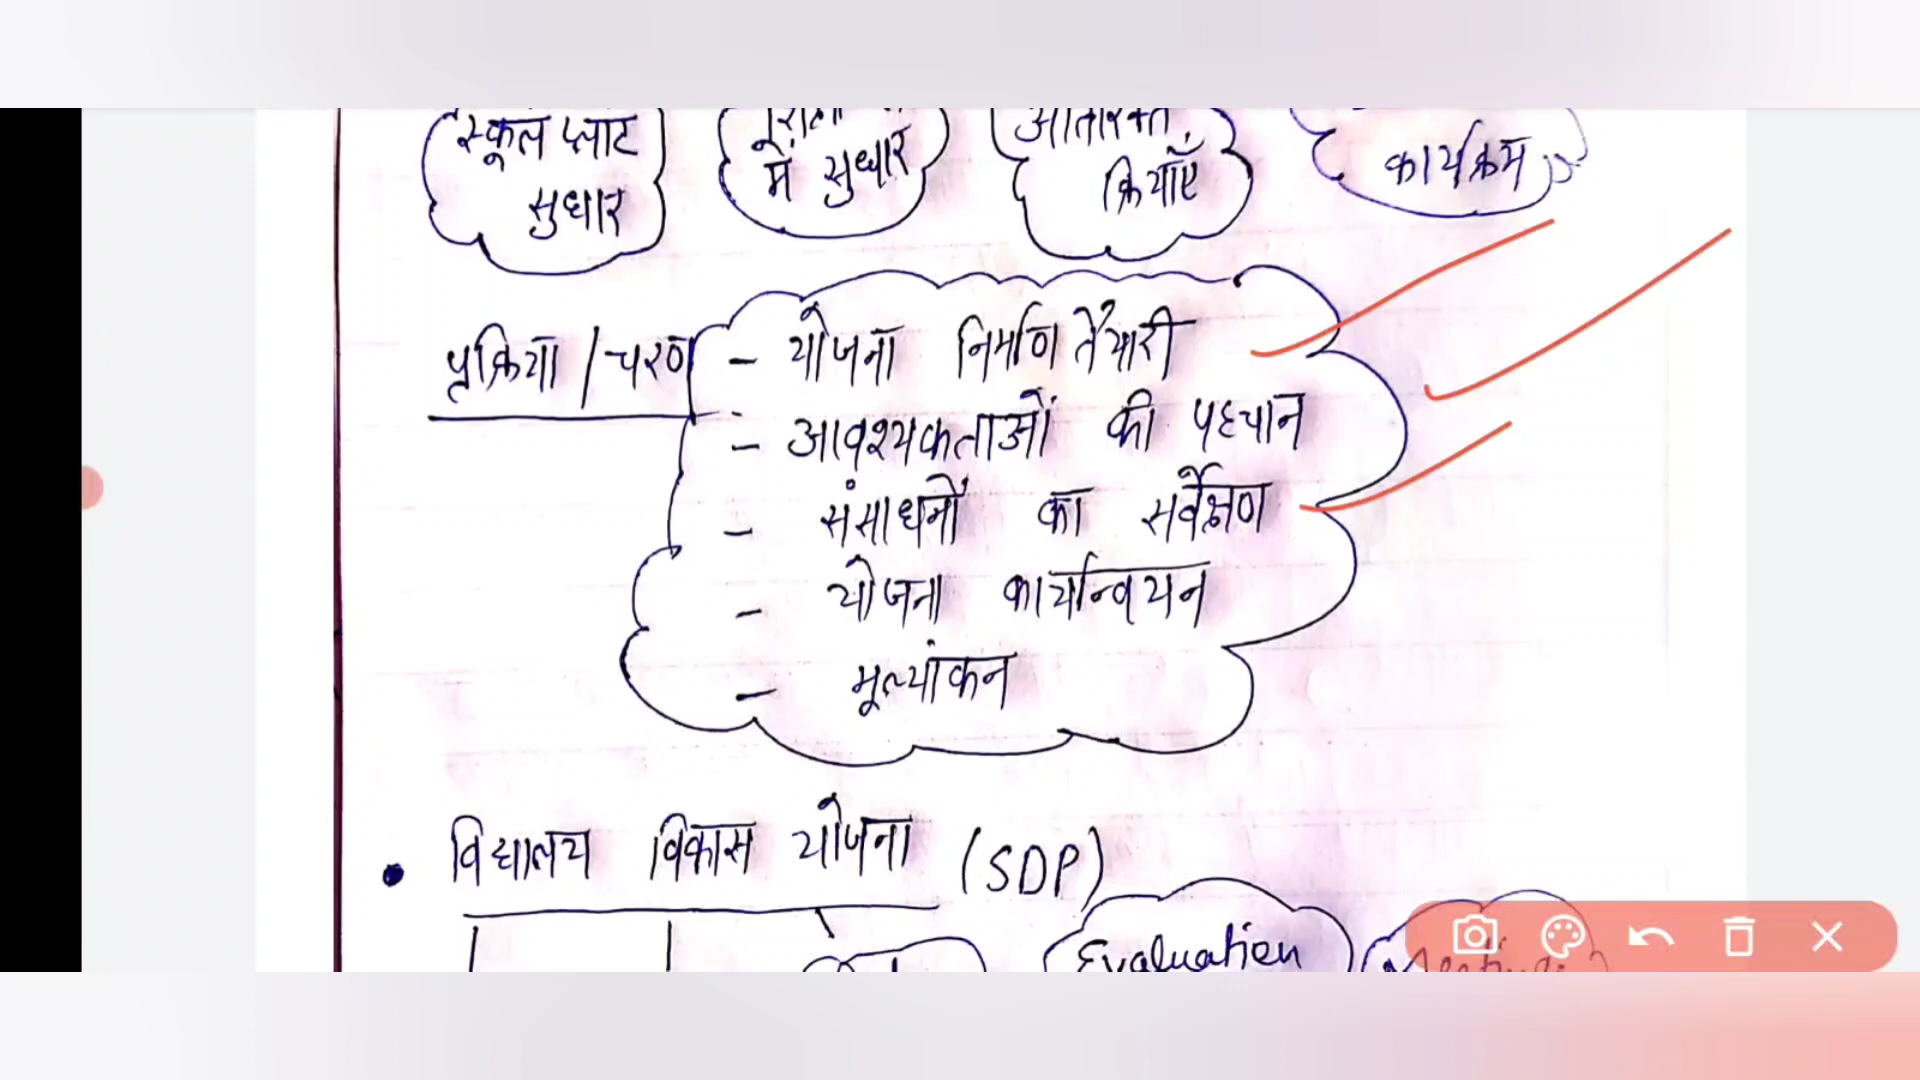 स्कूल प्लाट
सुधार
में सुधार
क्रियाएँ
कार्यक्रम
प्रक्रिया / चरण
- योजना निर्माण तैयारी
- आवश्यकताओं की पहचान
- संसाधनों का सर्वेक्षण
- योजना कार्यान्वयन
- मूल्यांकन
• विद्यालय विकास योजना (SDP)
Evaluation